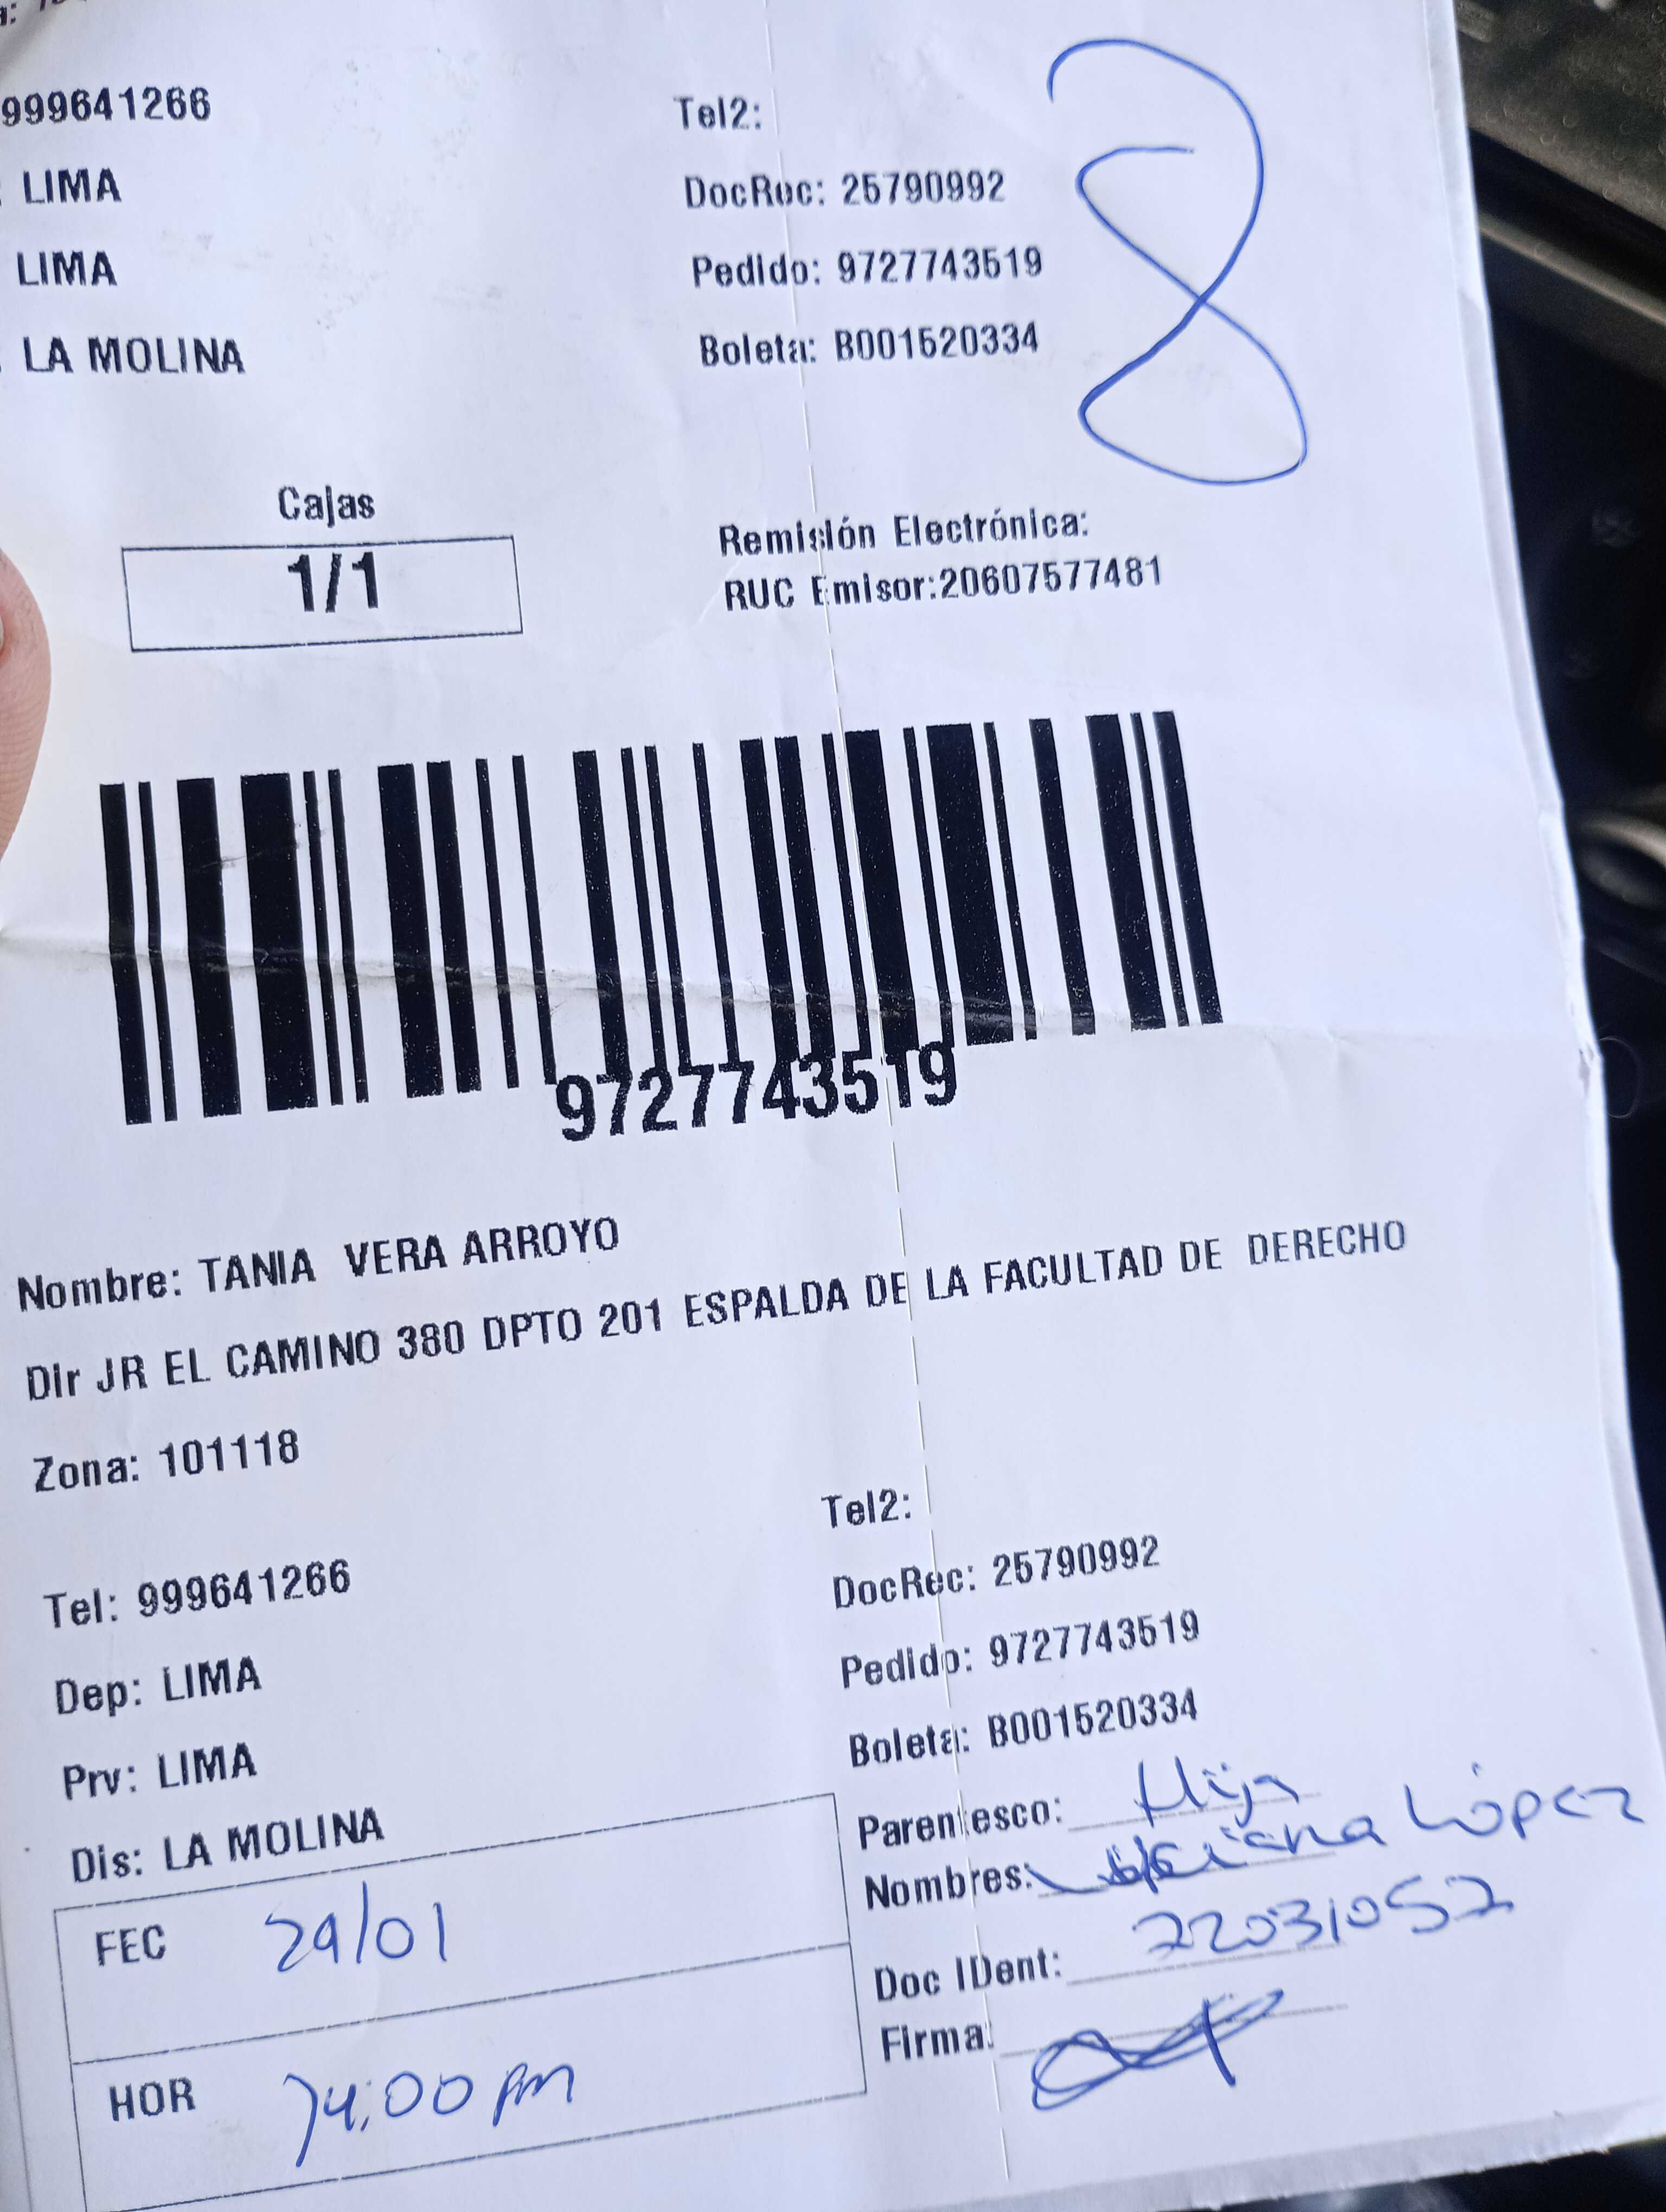 999641266
Tel2:
LIMA
DocRec: 25790992
LIMA
Pedido: 9727743519
LA MOLINA
Boleta: B001520334
8
Cajas
1/1
Remisión Electrónica:
RUC Emisor:20607577481
9727743519
Nombre: TANIA VERA ARROYO
Dir JR EL CAMINO 380 DPTO 201 ESPALDA DE LA FACULTAD DE DERECHO
Zona: 101118
Tel2:
Tel: 999641266
DocRec: 25790992
Dep: LIMA
Pedido: 9727743519
Prv: LIMA
Boleta: B001520334
Dis: LA MOLINA
Parentesco: Hija
Nombres: López
FEC 29/01
Doc IDent: 72031052
Firma:
HOR 14:00 pm